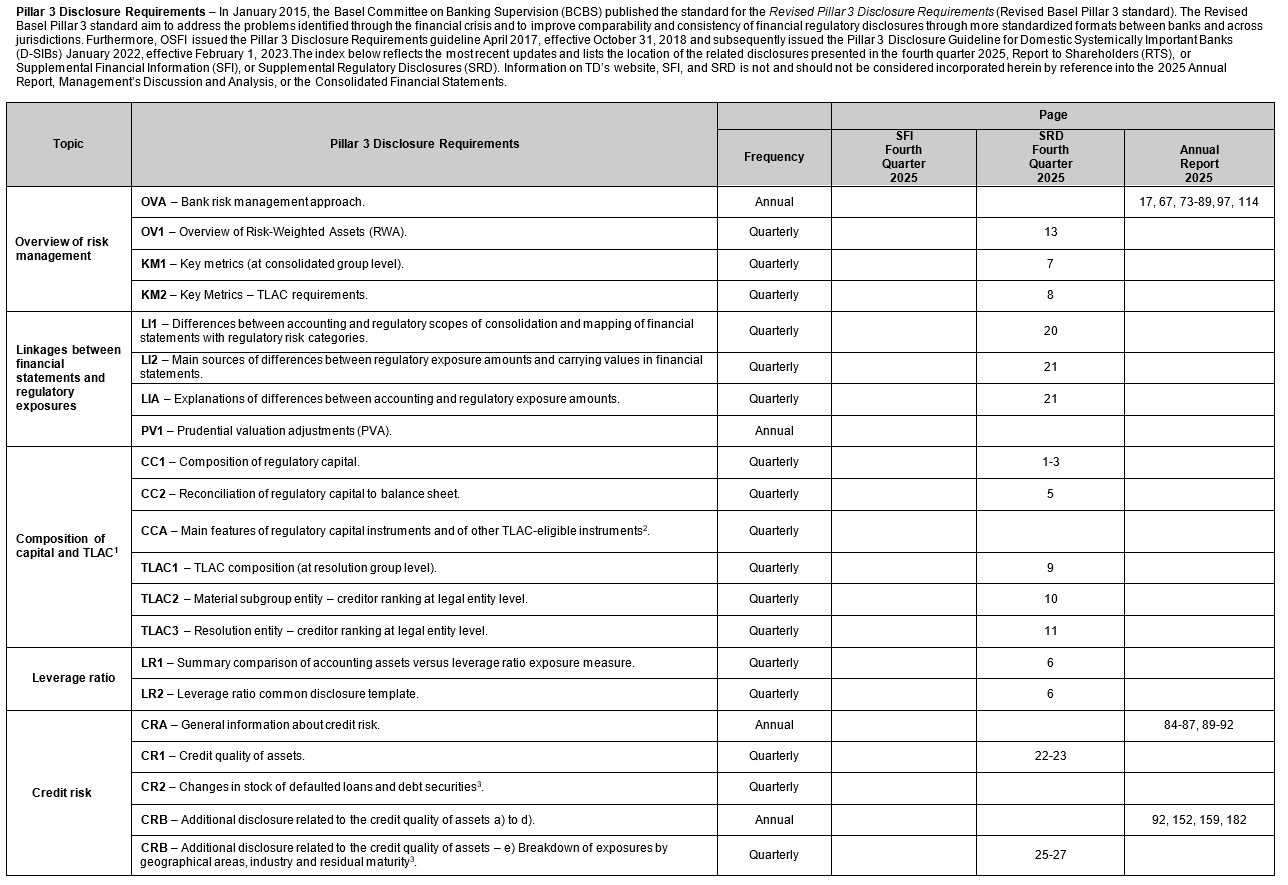 Pillar 3 Disclosure Requirements – In January 2015, the Basel Committee on Banking Supervision (BCBS) published the standard for the Revised Pillar 3 Disclosure Requirements (Revised Basel Pillar 3 standard). The Revised
Basel Pillar 3 standard aim to address the problems identified through the financial crisis and to improve comparability and consistency of financial regulatory disclosures through more standardized formats between banks and across
jurisdictions. Furthermore, OSFI issued the Pillar 3 Disclosure Requirements guideline April 2017, effective October 31, 2018 and subsequently issued the Pillar 3 Disclosure Guideline for Domestic Systemically Important Banks
(D-SIBs) January 2022, effective February 1, 2023.The index below reflects the most recent updates and lists the location of the related disclosures presented in the fourth quarter 2025, Report to Shareholders (RTS), or
Supplemental Financial Information (SFI), or Supplemental Regulatory Disclosures (SRD). Information on TD's website, SFI, and SRD is not and should not be considered incorporated herein by reference into the 2025 Annual
Report, Management's Discussion and Analysis, or the Consolidated Financial Statements.
Topic
Pillar 3 Disclosure Requirements
Page
Frequency
SFI
Fourth
Quarter
2025
SRD
Fourth
Quarter
2025
Annual
Report
2025
Overview of risk
management
OVA – Bank risk management approach. Annual 17, 67, 73-89, 97, 114
OV1 – Overview of Risk-Weighted Assets (RWA). Quarterly 13
KM1 – Key metrics (at consolidated group level). Quarterly 7
KM2 – Key Metrics – TLAC requirements. Quarterly 8
Linkages between
financial
statements and
regulatory
exposures
LI1 – Differences between accounting and regulatory scopes of consolidation and mapping of financial
statements with regulatory risk categories.
Quarterly 20
LI2 – Main sources of differences between regulatory exposure amounts and carrying values in financial
statements.
Quarterly 21
LIA – Explanations of differences between accounting and regulatory exposure amounts. Quarterly 21
PV1 – Prudential valuation adjustments (PVA). Annual
Composition of
capital and TLAC¹
CC1 – Composition of regulatory capital. Quarterly 1-3
CC2 – Reconciliation of regulatory capital to balance sheet. Quarterly 5
CCA – Main features of regulatory capital instruments and of other TLAC-eligible instruments². Quarterly
TLAC1 – TLAC composition (at resolution group level). Quarterly 9
TLAC2 – Material subgroup entity – creditor ranking at legal entity level. Quarterly 10
TLAC3 – Resolution entity – creditor ranking at legal entity level. Quarterly 11
Leverage ratio
LR1 – Summary comparison of accounting assets versus leverage ratio exposure measure. Quarterly 6
LR2 – Leverage ratio common disclosure template. Quarterly 6
Credit risk
CRA – General information about credit risk. Annual 84-87, 89-92
CR1 – Credit quality of assets. Quarterly 22-23
CR2 – Changes in stock of defaulted loans and debt securities³. Quarterly
CRB – Additional disclosure related to the credit quality of assets a) to d). Annual 92, 152, 159, 182
CRB – Additional disclosure related to the credit quality of assets – e) Breakdown of exposures by
geographical areas, industry and residual maturity³.
Quarterly 25-27